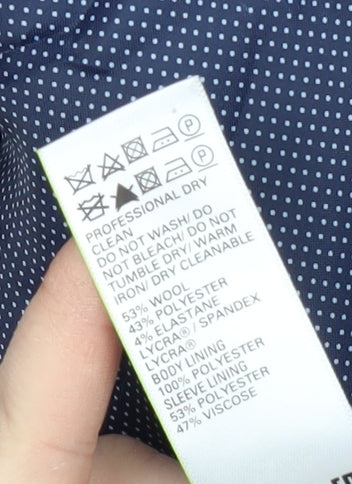 P
P
PROFESSIONAL DRY
CLEAN
DO NOT WASH/ DO
NOT BLEACH/ DO NOT
TUMBLE DRY/ WARM
IRON/ DRY CLEANABLE
53% WOOL
43% POLYESTER
4% ELASTANE
LYCRA® / SPANDEX
LYCRA®
BODY LINING
100% POLYESTER
SLEEVE LINING
53% POLYESTER
47% VISCOSE